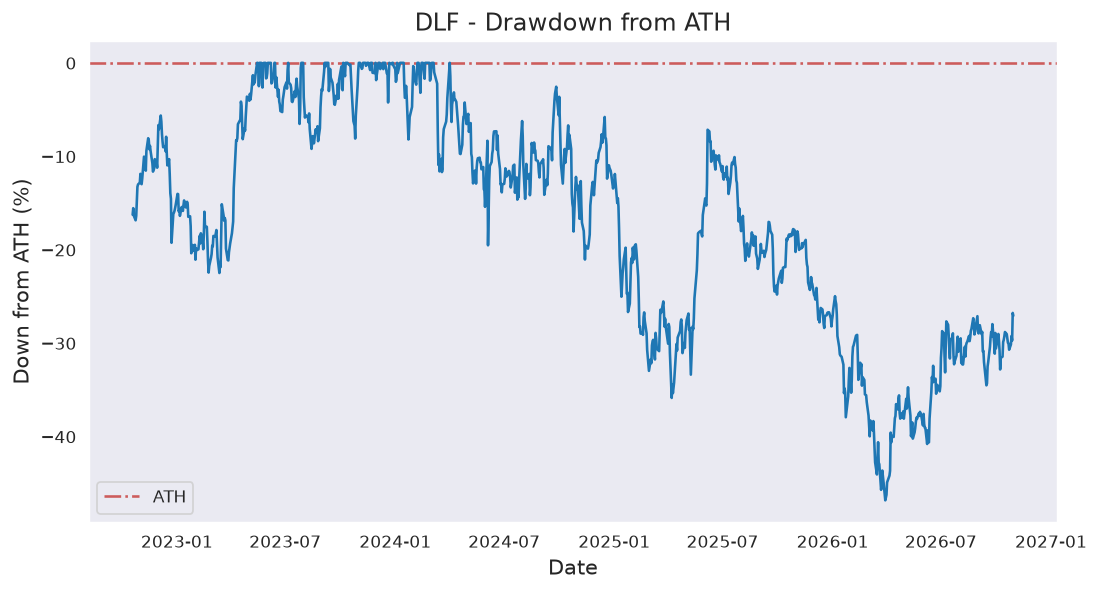 DLF - Drawdown from ATH
Down from ATH (%)
0
−10
−20
−30
−40
ATH
2023-01 2023-07 2024-01 2024-07 2025-01 2025-07 2026-01 2026-07 2027-01
Date